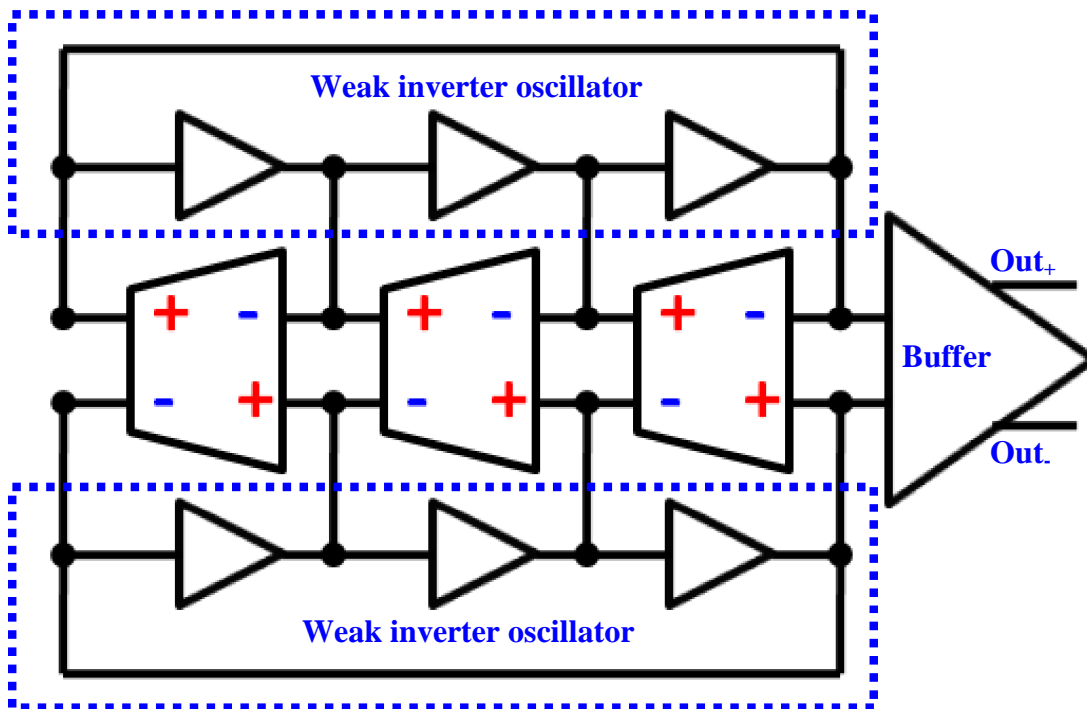 Weak inverter oscillator
+ - + - + -
Out₊
Buffer
- + - + - +
Out₋
Weak inverter oscillator